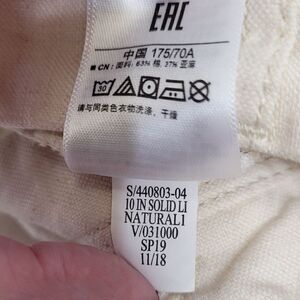 EAC
中国 175/70A
■ CN: 面料: 63% 棉, 37% 亚麻
30
请与同类色衣物洗涤, 干燥
S/440803-04
10 IN SOLID LI
NATURAL1
V/031000
SP19
11/18